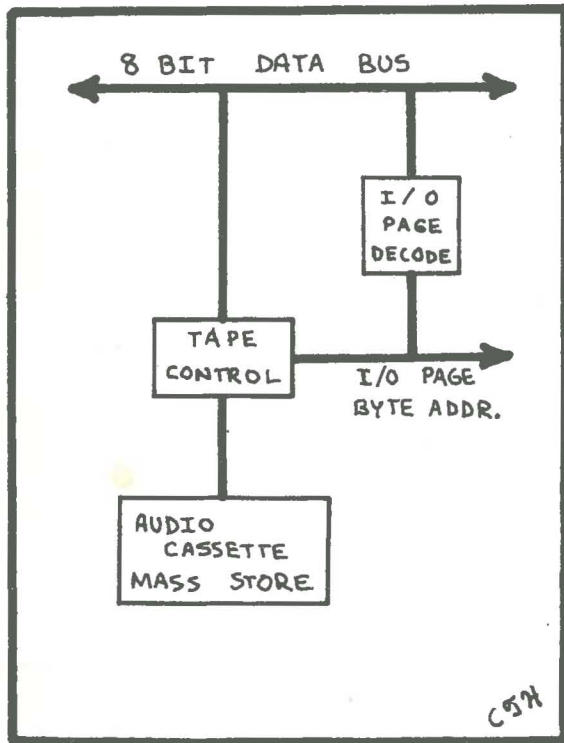 8 BIT DATA BUS
I/O
PAGE
DECODE
TAPE
CONTROL
I/O PAGE
BYTE ADDR.
AUDIO
CASSETTE
MASS STORE